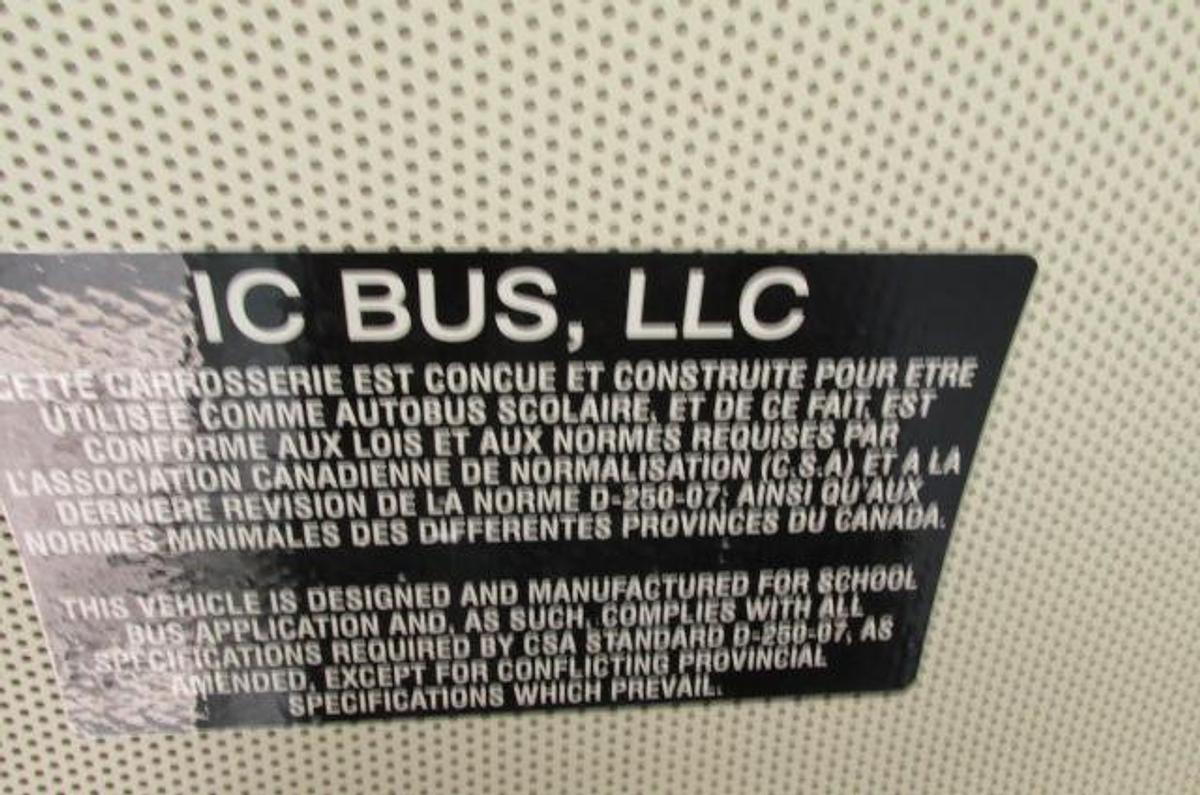 IC BUS, LLC
CETTE CARROSSERIE EST CONCUE ET CONSTRUITE POUR ETRE
UTILISEE COMME AUTOBUS SCOLAIRE, ET DE CE FAIT, EST
CONFORME AUX LOIS ET AUX NORMES REQUISES PAR
L'ASSOCIATION CANADIENNE DE NORMALISATION (C.S.A) ET A LA
DERNIERE REVISION DE LA NORME D-250-07; AINSI QU'AUX
NORMES MINIMALES DES DIFFERENTES PROVINCES DU CANADA.
THIS VEHICLE IS DESIGNED AND MANUFACTURED FOR SCHOOL
BUS APPLICATION AND, AS SUCH, COMPLIES WITH ALL
SPECIFICATIONS REQUIRED BY CSA STANDARD D-250-07, AS
AMENDED, EXCEPT FOR CONFLICTING PROVINCIAL
SPECIFICATIONS WHICH PREVAIL.